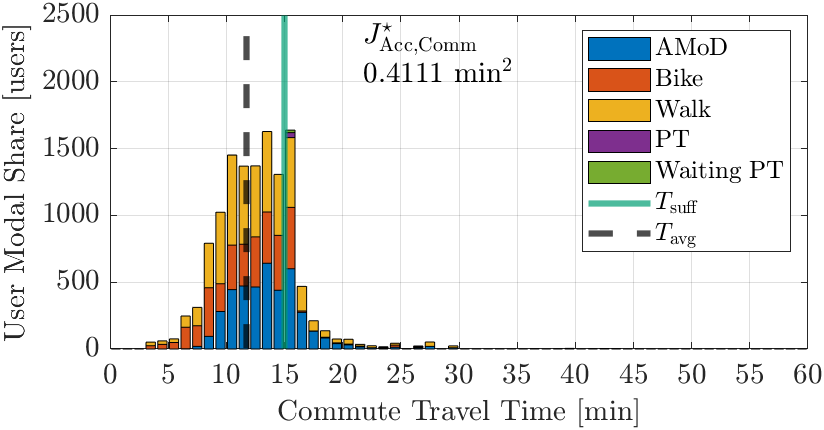 2500
2000
1500
1000
500
0
User Modal Share [users]
J⋆Acc,Comm
0.4111 min²
AMoD
Bike
Walk
PT
Waiting PT
Tsuff
Tavg
0 5 10 15 20 25 30 35 40 45 50 55 60
Commute Travel Time [min]